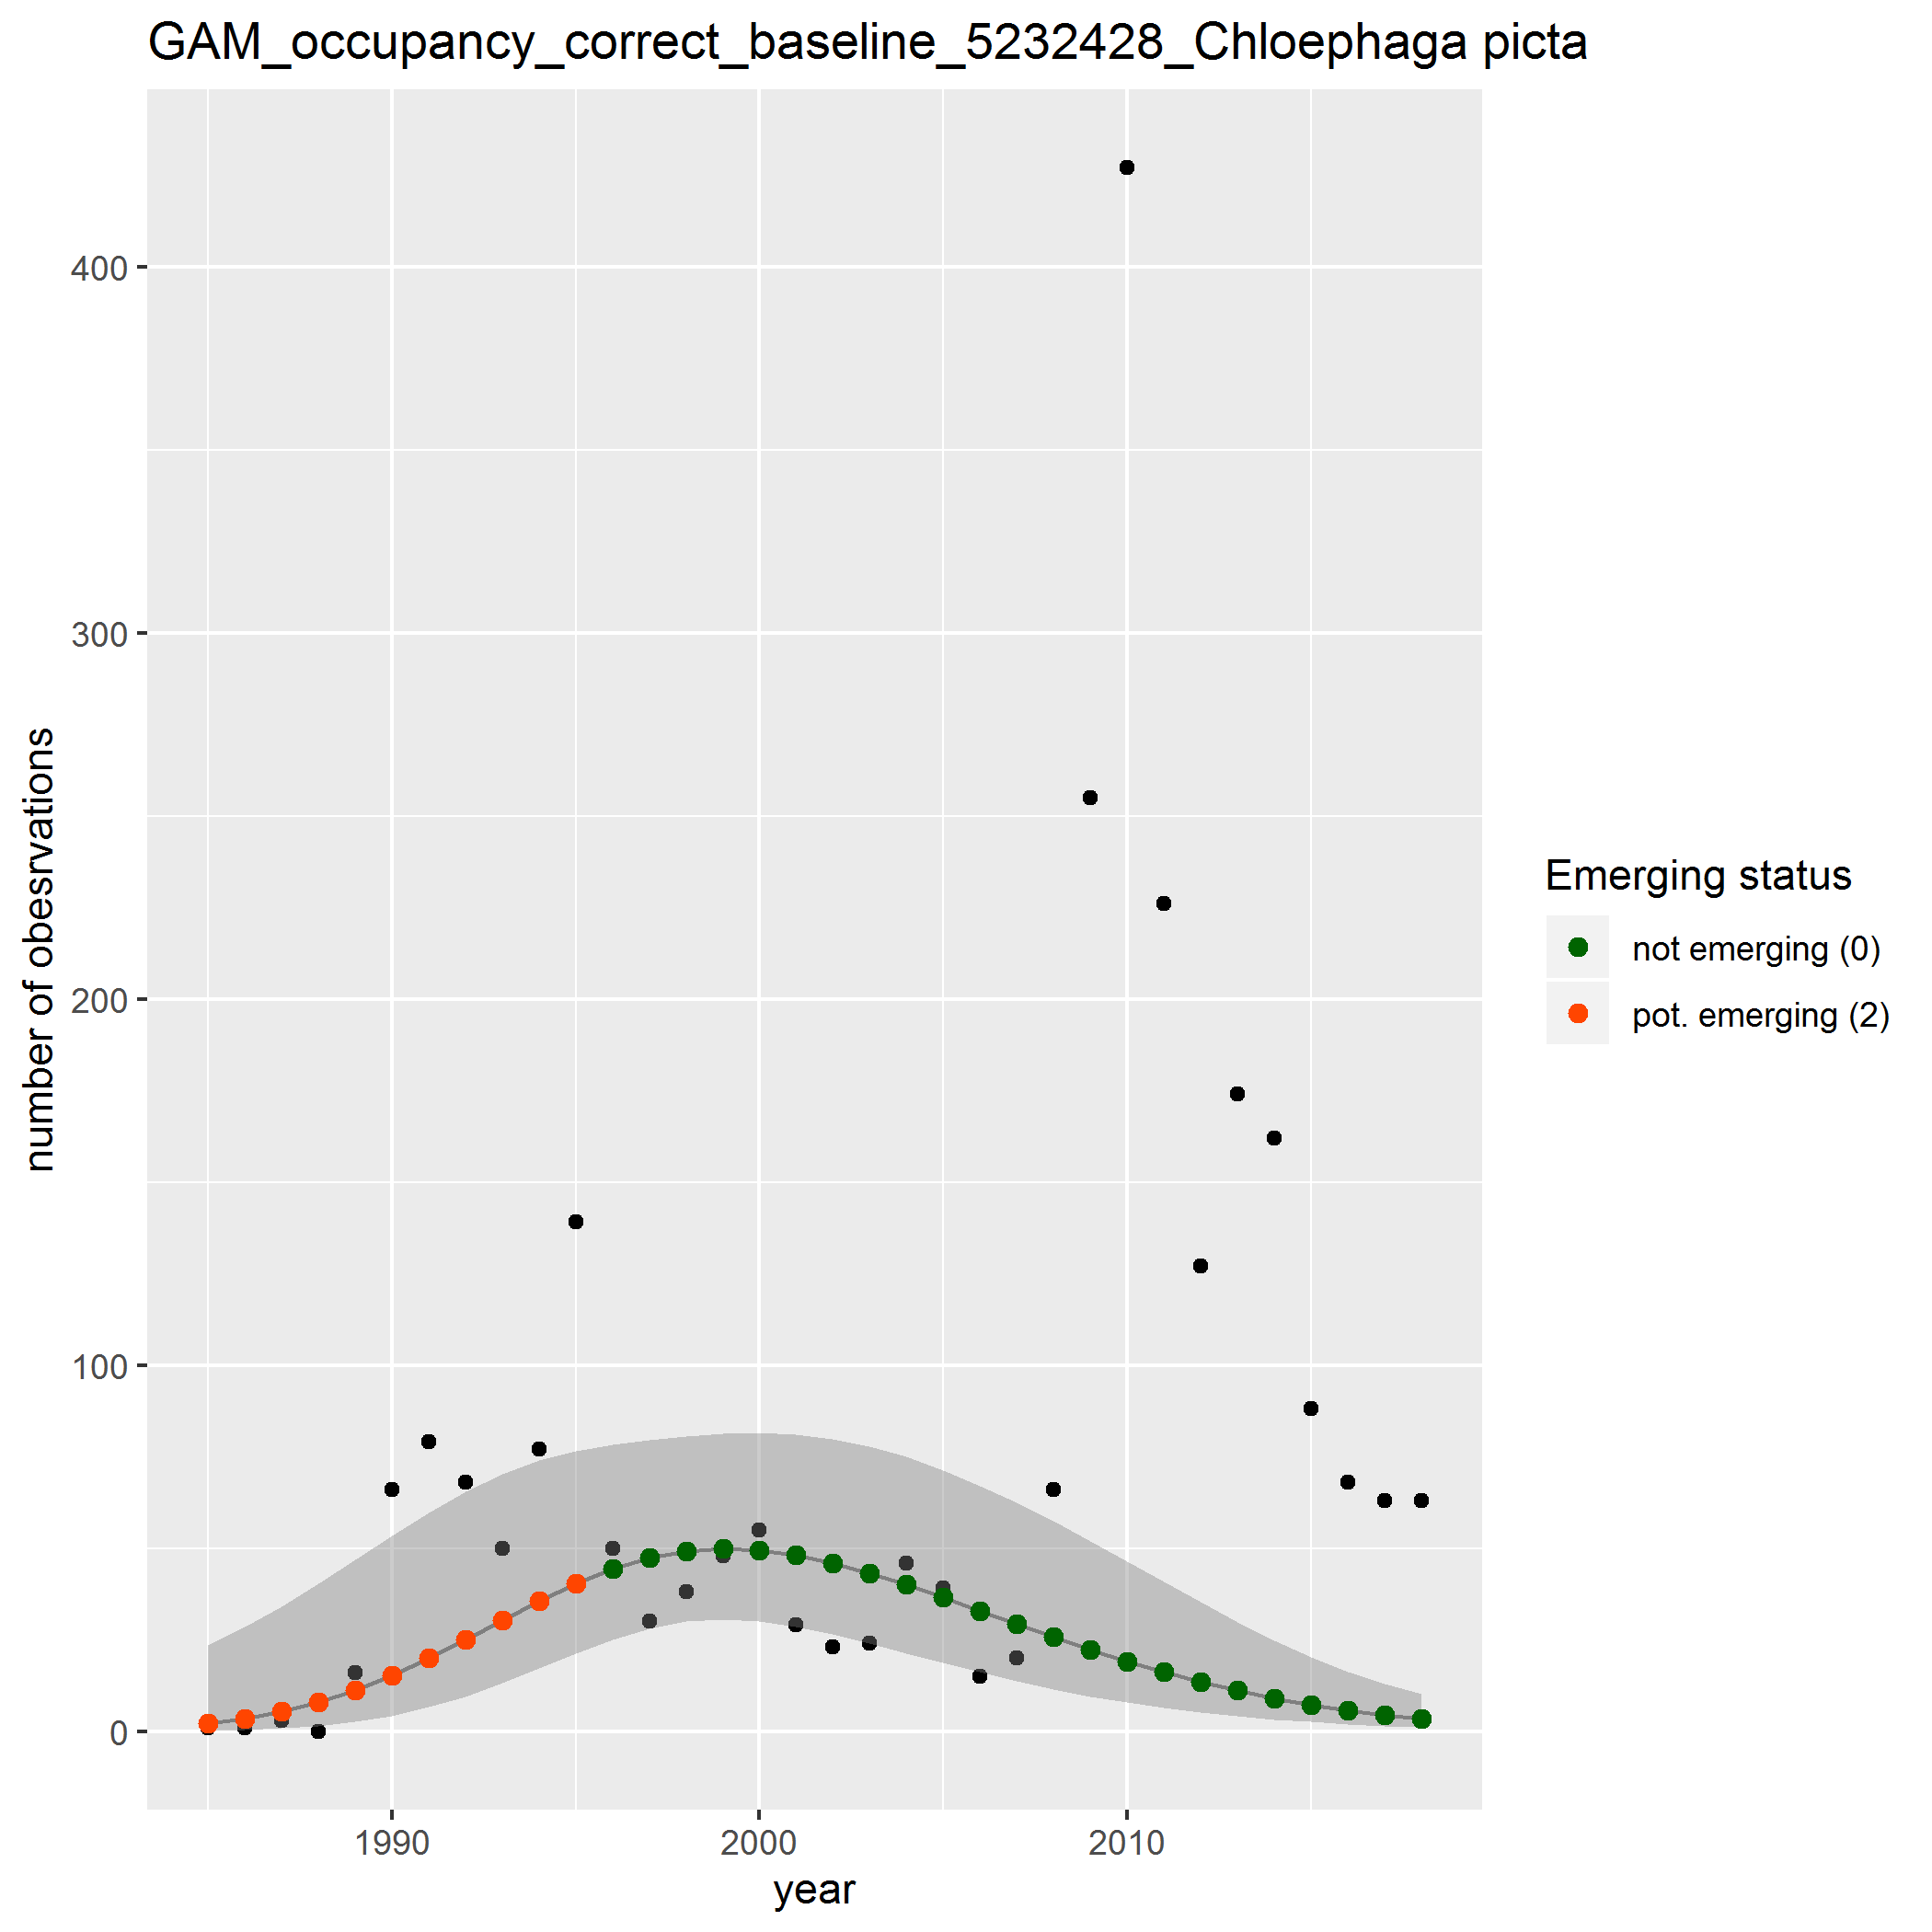 GAM_occupancy_correct_baseline_5232428_Chloephaga picta
400
300
200
100
0
number of obesrvations
1990 2000 2010
year
Emerging status
not emerging (0)
pot. emerging (2)